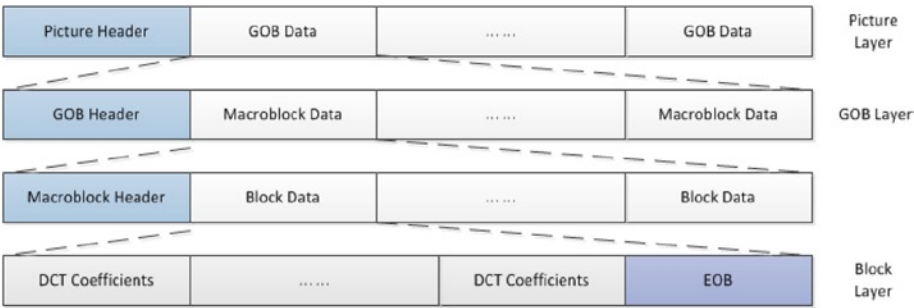 Picture Header GOB Data ... ... GOB Data Picture
Layer
GOB Header Macroblock Data ... ... Macroblock Data GOB Layer
Macroblock Header Block Data ... ... Block Data
DCT Coefficients ... ... DCT Coefficients EOB Block
Layer